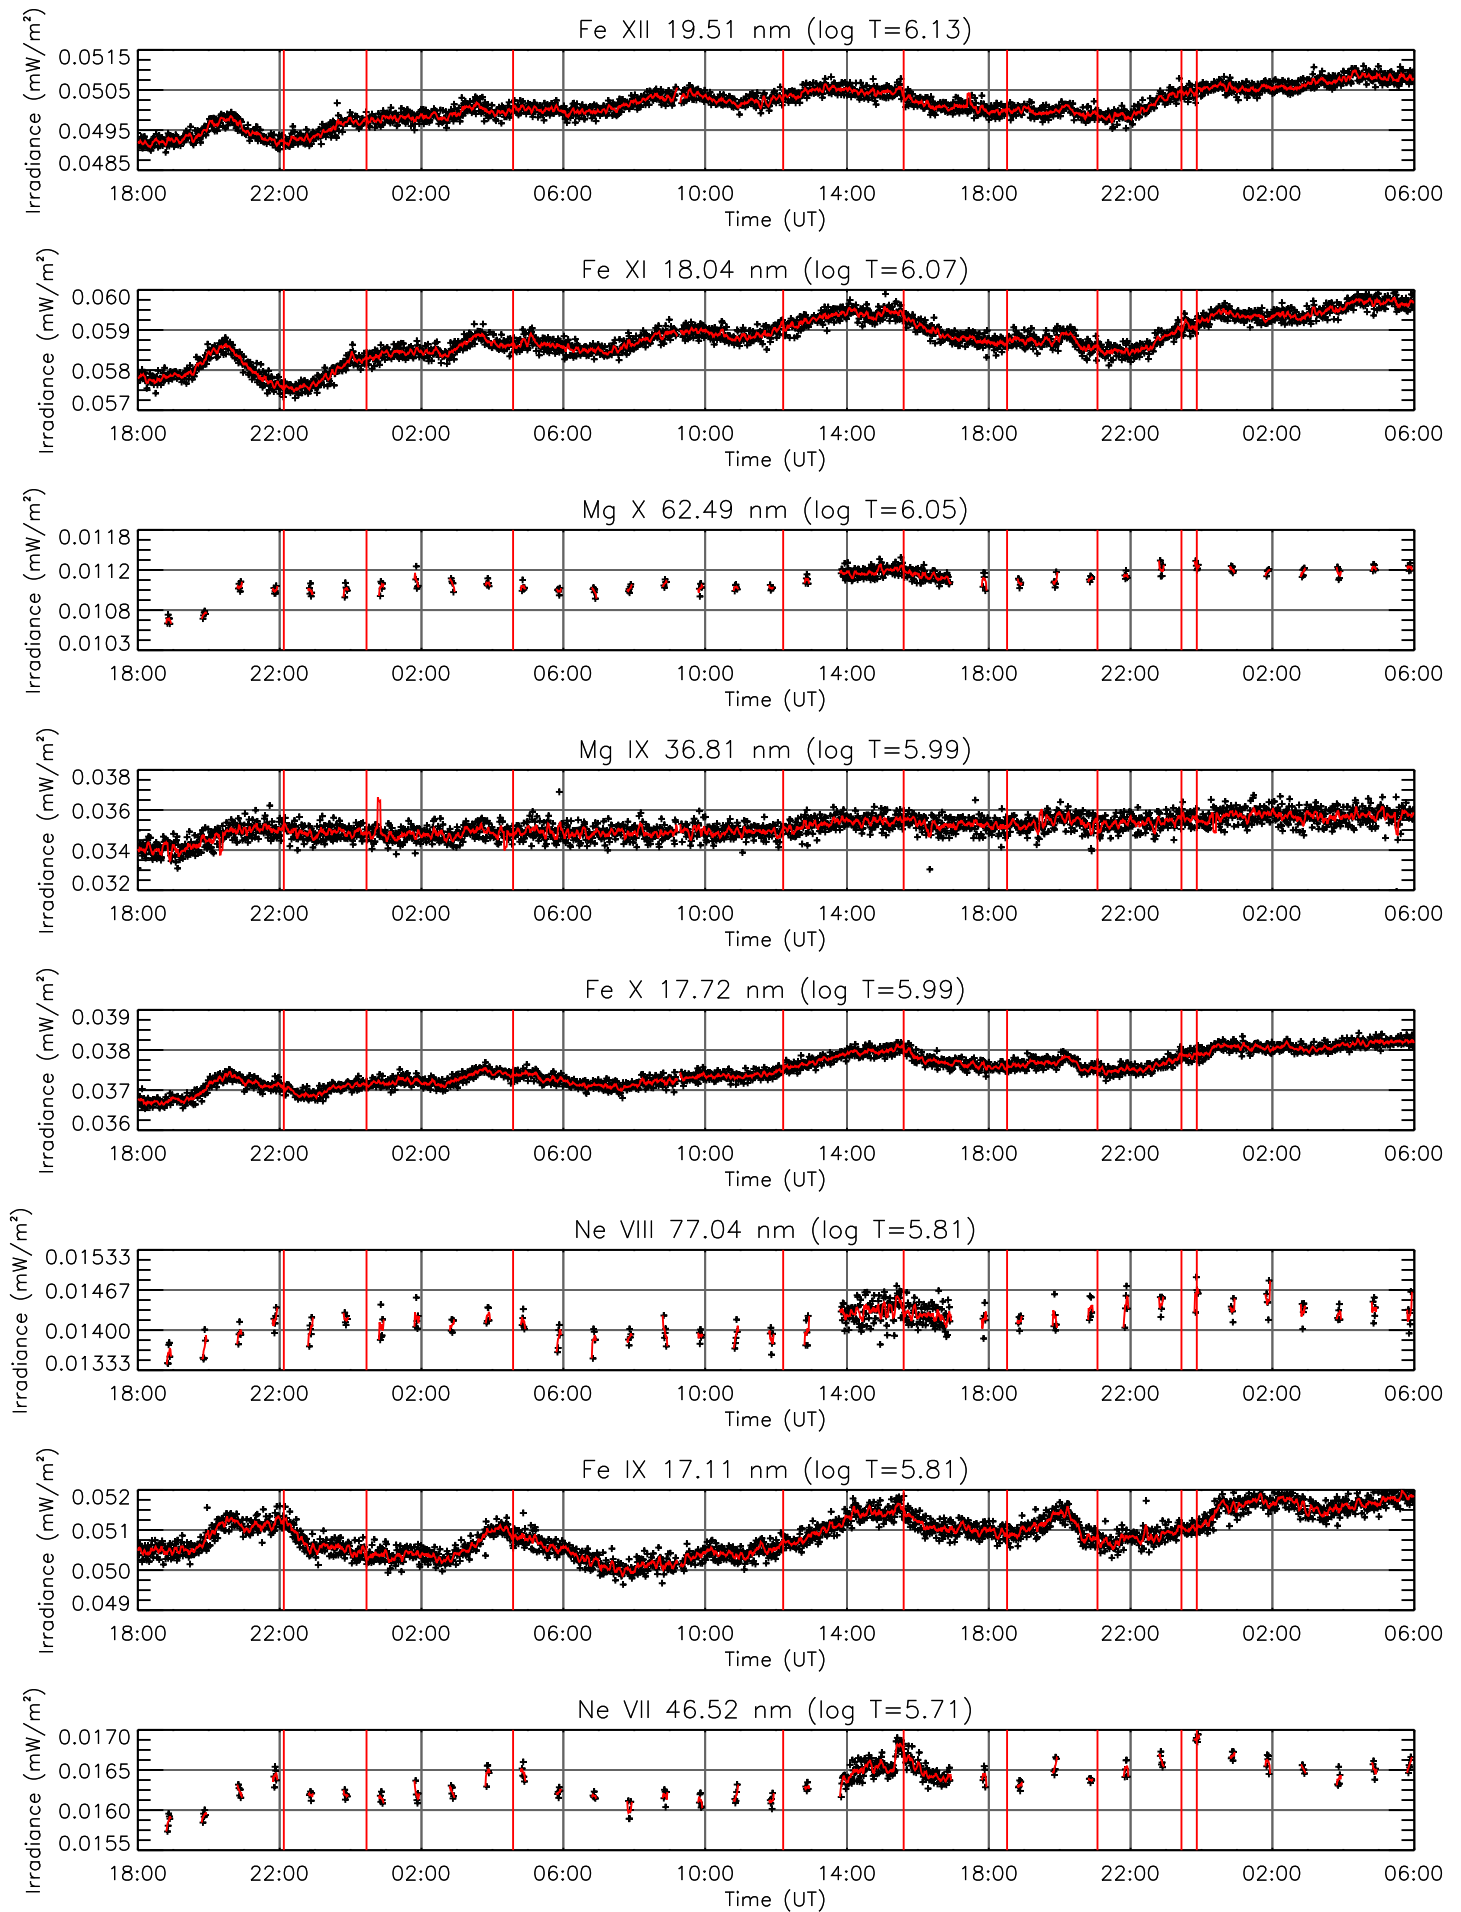 Fe XII 19.51 nm (log T=6.13)
Irradiance (mW/m²)
0.0515
0.0505
0.0495
0.0485
18:00 22:00 02:00 06:00 10:00 14:00 18:00 22:00 02:00 06:00
Time (UT)
Fe XI 18.04 nm (log T=6.07)
Irradiance (mW/m²)
0.060
0.059
0.058
0.057
18:00 22:00 02:00 06:00 10:00 14:00 18:00 22:00 02:00 06:00
Time (UT)
Mg X 62.49 nm (log T=6.05)
Irradiance (mW/m²)
0.0118
0.0112
0.0108
0.0103
18:00 22:00 02:00 06:00 10:00 14:00 18:00 22:00 02:00 06:00
Time (UT)
Mg IX 36.81 nm (log T=5.99)
Irradiance (mW/m²)
0.038
0.036
0.034
0.032
18:00 22:00 02:00 06:00 10:00 14:00 18:00 22:00 02:00 06:00
Time (UT)
Fe X 17.72 nm (log T=5.99)
Irradiance (mW/m²)
0.039
0.038
0.037
0.036
18:00 22:00 02:00 06:00 10:00 14:00 18:00 22:00 02:00 06:00
Time (UT)
Ne VIII 77.04 nm (log T=5.81)
Irradiance (mW/m²)
0.01533
0.01467
0.01400
0.01333
18:00 22:00 02:00 06:00 10:00 14:00 18:00 22:00 02:00 06:00
Time (UT)
Fe IX 17.11 nm (log T=5.81)
Irradiance (mW/m²)
0.052
0.051
0.050
0.049
18:00 22:00 02:00 06:00 10:00 14:00 18:00 22:00 02:00 06:00
Time (UT)
Ne VII 46.52 nm (log T=5.71)
Irradiance (mW/m²)
0.0170
0.0165
0.0160
0.0155
18:00 22:00 02:00 06:00 10:00 14:00 18:00 22:00 02:00 06:00
Time (UT)